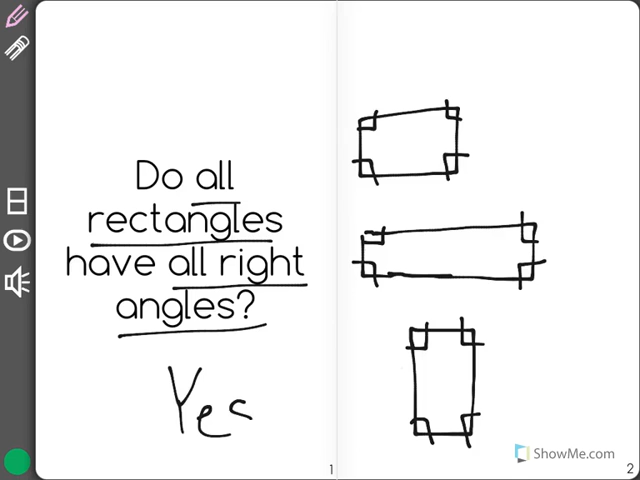 Do all
rectangles
have all right
angles?
Yes
ShowMe.com
1
2